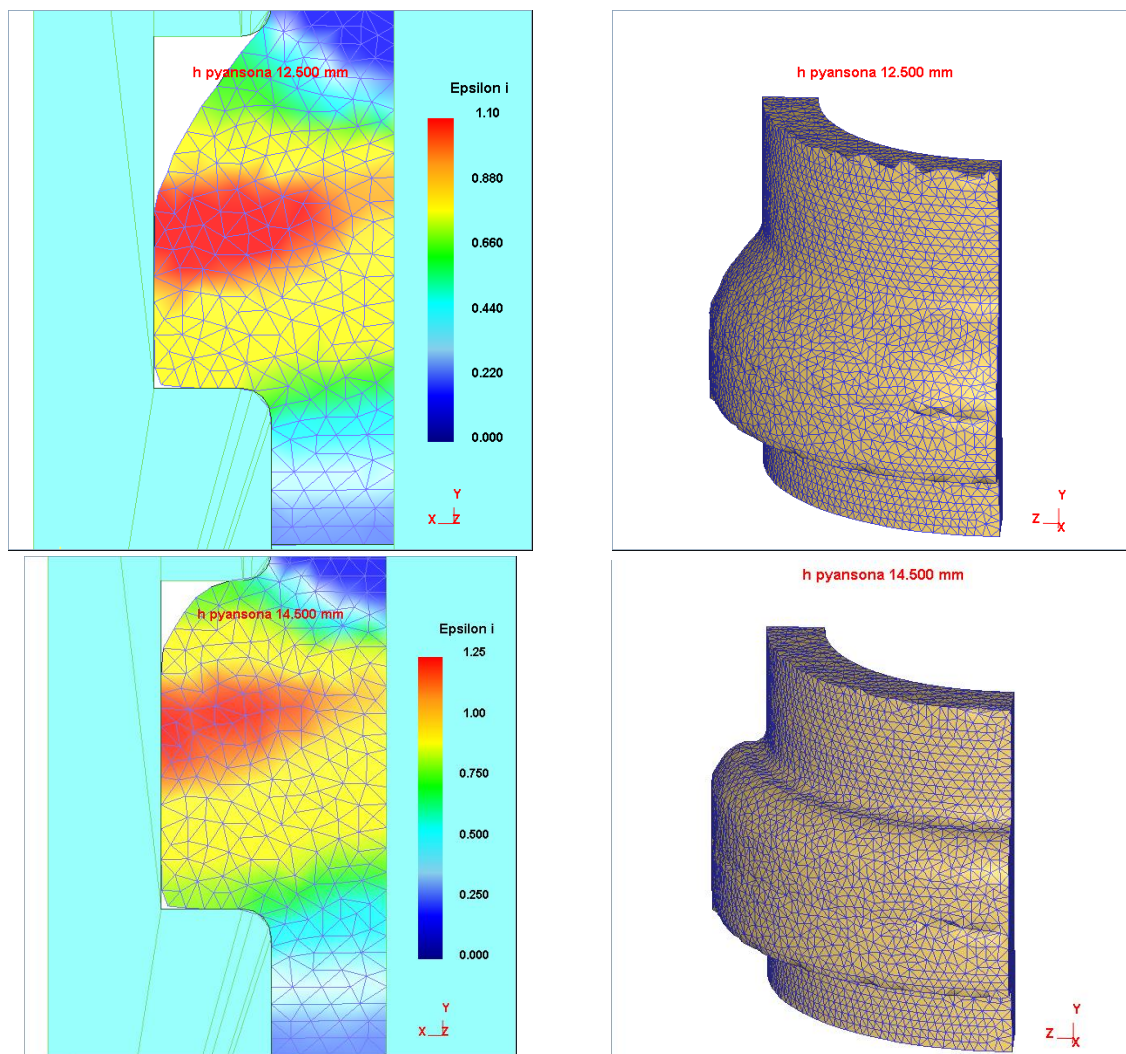 h pyansona 12.500 mm
Epsilon i
1.10
0.880
0.660
0.440
0.220
0.000
Y
X Z
h pyansona 12.500 mm
Y
Z X
h pyansona 14.500 mm
Epsilon i
1.25
1.00
0.750
0.500
0.250
0.000
Y
X Z
h pyansona 14.500 mm
Y
Z X